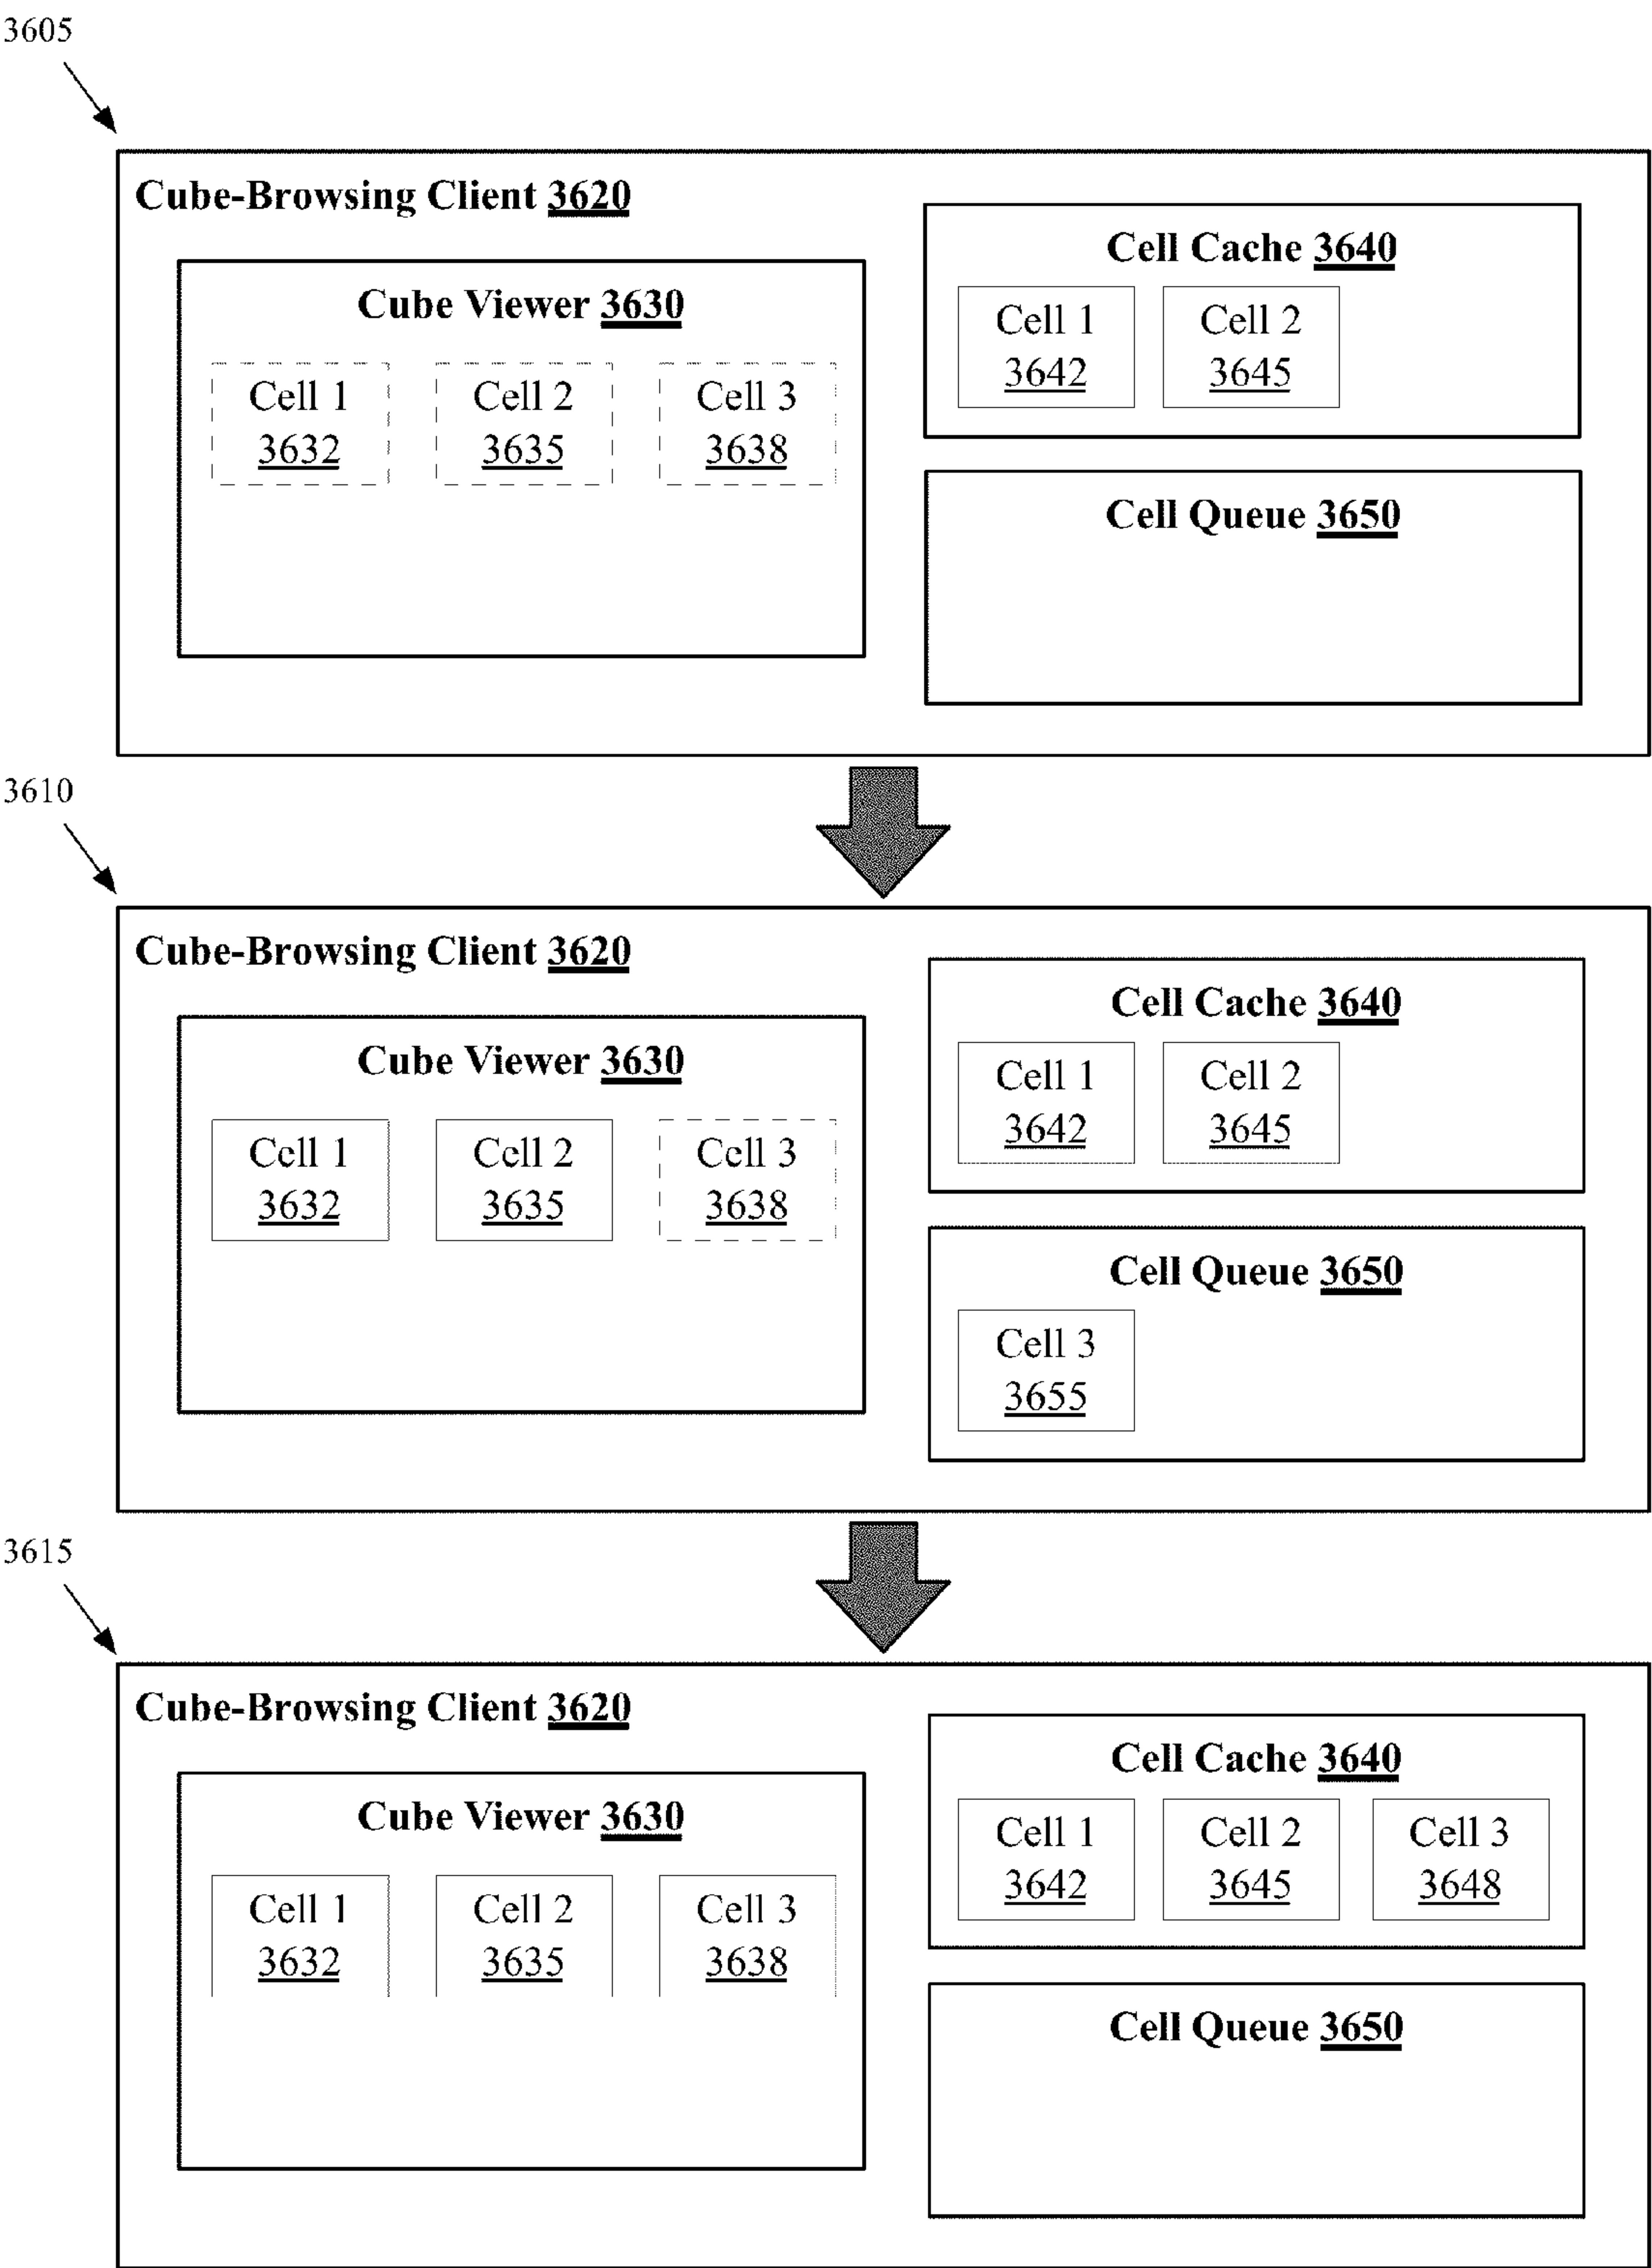 3605
Cube-Browsing Client 3620
Cube Viewer 3630
Cell 1
3632
Cell 2
3635
Cell 3
3638
Cell Cache 3640
Cell 1
3642
Cell 2
3645
Cell Queue 3650
3610
Cube-Browsing Client 3620
Cube Viewer 3630
Cell 1
3632
Cell 2
3635
Cell 3
3638
Cell Cache 3640
Cell 1
3642
Cell 2
3645
Cell Queue 3650
Cell 3
3655
3615
Cube-Browsing Client 3620
Cube Viewer 3630
Cell 1
3632
Cell 2
3635
Cell 3
3638
Cell Cache 3640
Cell 1
3642
Cell 2
3645
Cell 3
3648
Cell Queue 3650